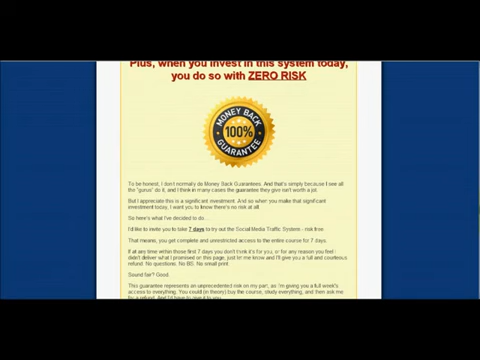 Plus, when you invest in this system today,
you do so with ZERO RISK
MONEY BACK
100%
GUARANTEE
To be honest, I don't normally do Money Back Guarantees. And that's simply because I see all
the "gurus" do it, and I think in many cases the guarantee they give isn't worth a jot.
But I appreciate this is a significant investment. And so when you make that significant
investment today, I want you to know there's no risk at all.
So here's what I've decided to do...
I'd like to invite you to take 7 days to try out the Social Media Traffic System - risk free.
That means, you get complete and unrestricted access to the entire course for 7 days.
If at any time within those first 7 days you don't think it's for you, or for any reason you feel I
didn't deliver what I promised on this page, just let me know and I'll give you a full and courteous
refund. No questions. No BS. No small print.
Sound fair? Good.
This guarantee represents an unprecedented risk on my part, as I'm giving you a full week's
access to everything. You could (in theory) buy the course, study everything, and then ask me
for a refund. And I'd have to give it to you.